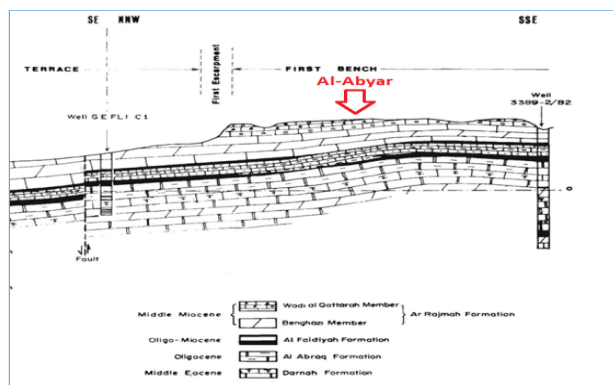 SE NNW SSE
TERRACE First Escarpment FIRST BENCH
Al-Abyar
Well
3389-2/82
Well GEFLI C1
0
Fault
Middle Miocene Wadi al Qattarah Member Ar Rajmah Formation
Benghazi Member
Oligo-Miocene Al Faidiyah Formation
Oligocene Al Abraq Formation
Middle Eocene Darnah Formation